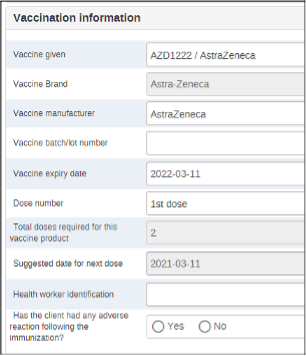 Vaccination information
Vaccine given AZD1222 / AstraZeneca
Vaccine Brand Astra-Zeneca
Vaccine manufacturer AstraZeneca
Vaccine batch/lot number
Vaccine expiry date 2022-03-11
Dose number 1st dose
Total doses required for this
vaccine product 2
Suggested date for next dose 2021-03-11
Health worker identification
Has the client had any adverse
reaction following the
immunization? Yes No